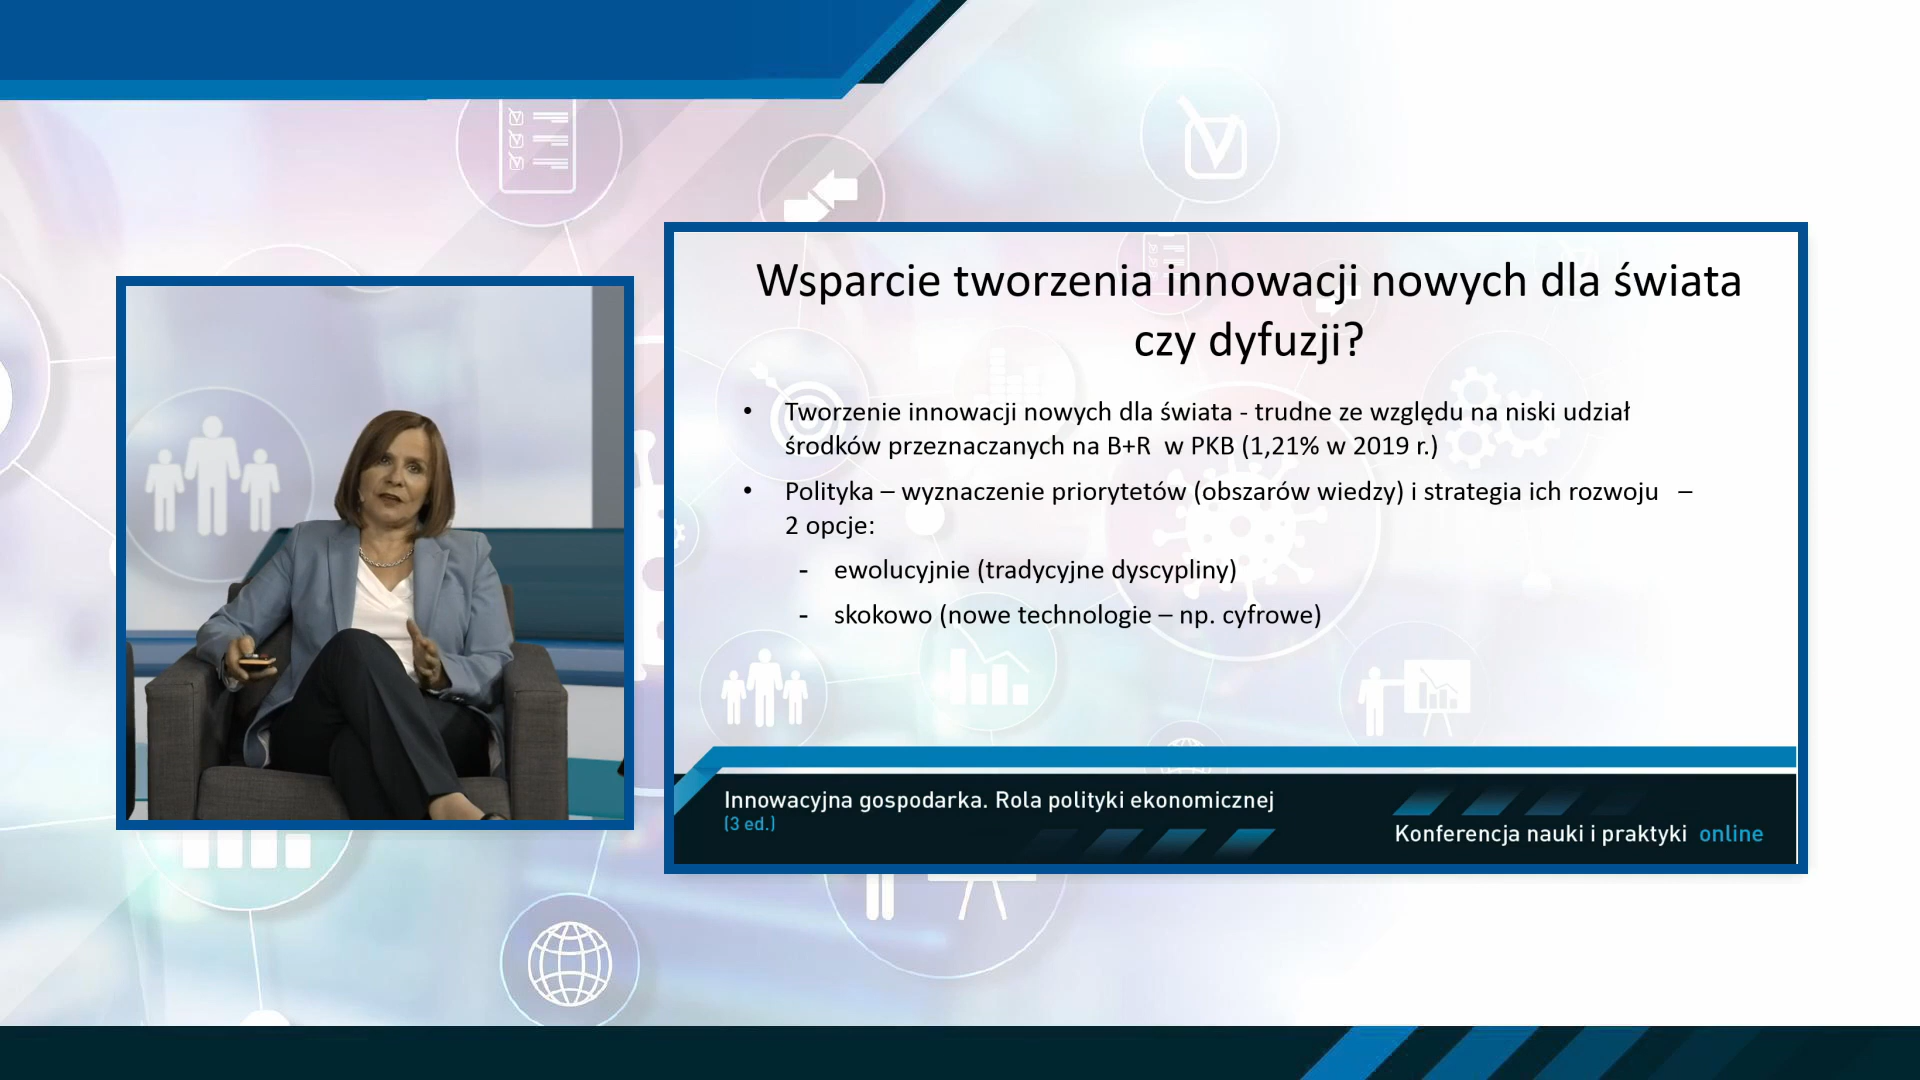 Wsparcie tworzenia innowacji nowych dla świata
czy dyfuzji?
• Tworzenie innowacji nowych dla świata - trudne ze względu na niski udział
środków przeznaczanych na B+R w PKB (1,21% w 2019 r.)
• Polityka – wyznaczenie priorytetów (obszarów wiedzy) i strategia ich rozwoju –
2 opcje:
- ewolucyjnie (tradycyjne dyscypliny)
- skokowo (nowe technologie – np. cyfrowe)
Innowacyjna gospodarka. Rola polityki ekonomicznej
(3 ed.)
Konferencja nauki i praktyki online